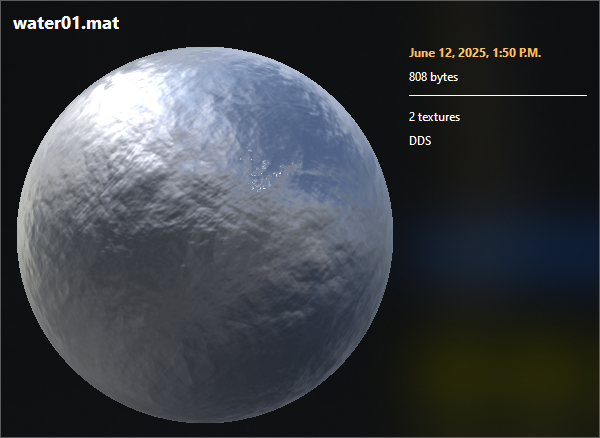 water01.mat
June 12, 2025, 1:50 P.M.
808 bytes
2 textures
DDS